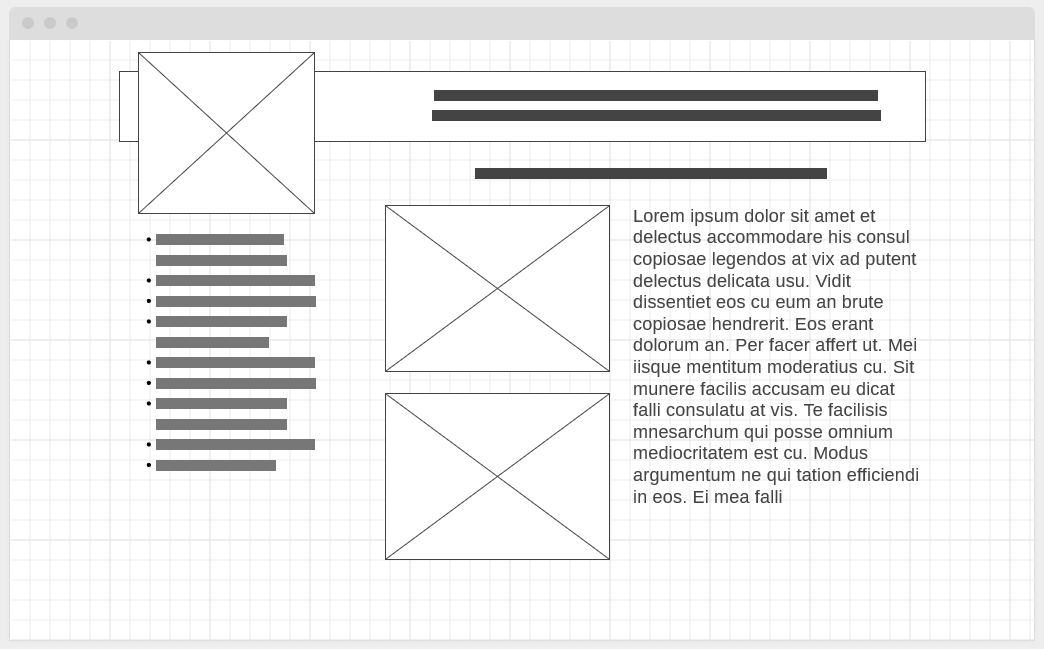 Lorem ipsum dolor sit amet et
delectus accommodare his consul
copiosae legendos at vix ad putent
delectus delicata usu. Vidit
dissentiet eos cu eum an brute
copiosae hendrerit. Eos erant
dolorum an. Per facer affert ut. Mei
iisque mentitum moderatius cu. Sit
munere facilis accusam eu dicat
falli consulatu at vis. Te facilisis
mnesarchum qui posse omnium
mediocritatem est cu. Modus
argumentum ne qui tation efficiendi
in eos. Ei mea falli